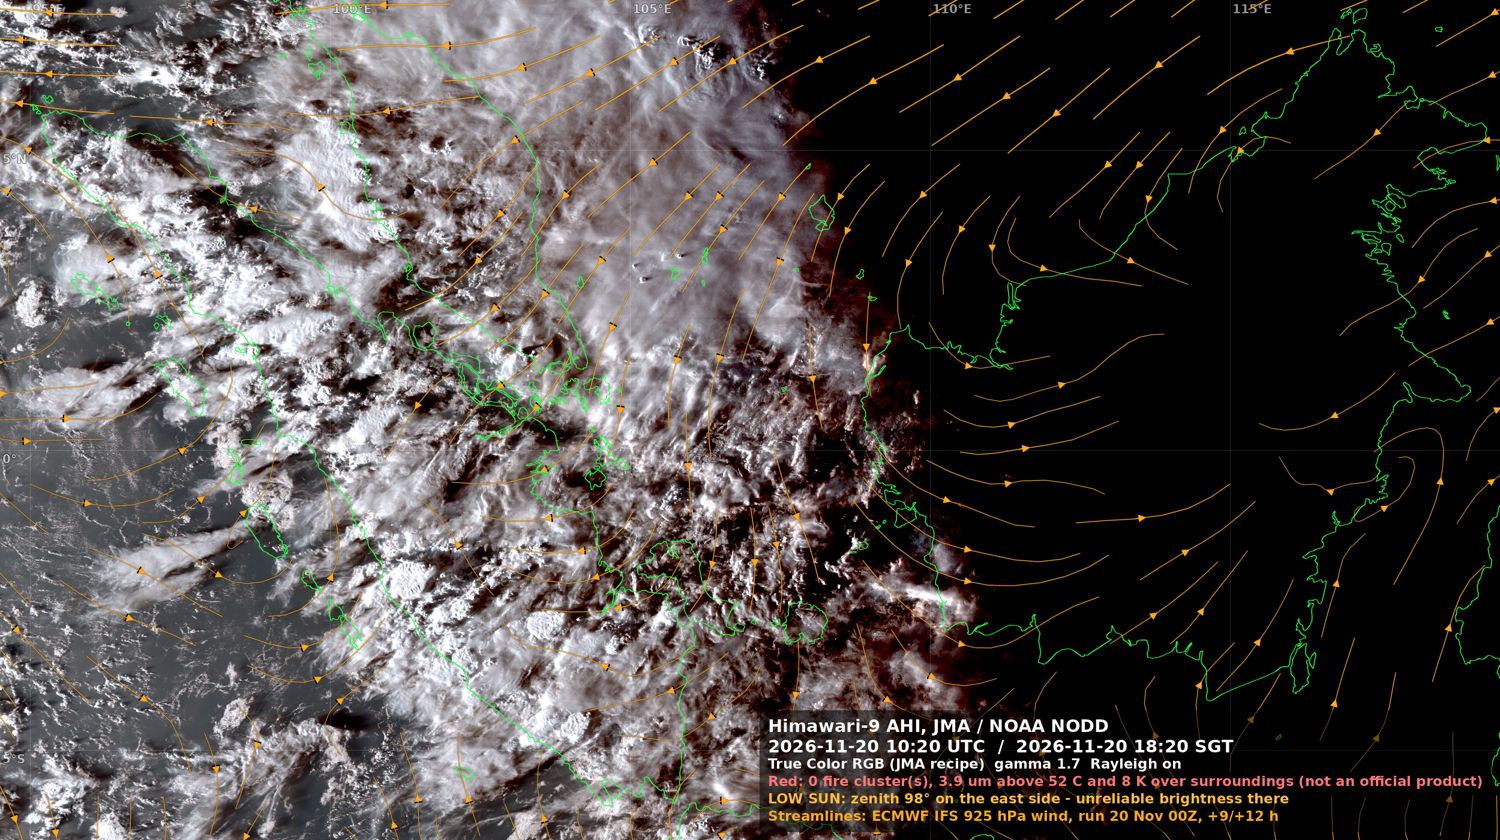 95°E 100°E 105°E 110°E 115°E
5°N
0°
5°S
Himawari-9 AHI, JMA / NOAA NODD
2026-11-20 10:20 UTC / 2026-11-20 18:20 SGT
True Color RGB (JMA recipe) gamma 1.7 Rayleigh on
Red: 0 fire cluster(s), 3.9 um above 52 C and 8 K over surroundings (not an official product)
LOW SUN: zenith 98° on the east side - unreliable brightness there
Streamlines: ECMWF IFS 925 hPa wind, run 20 Nov 00Z, +9/+12 h